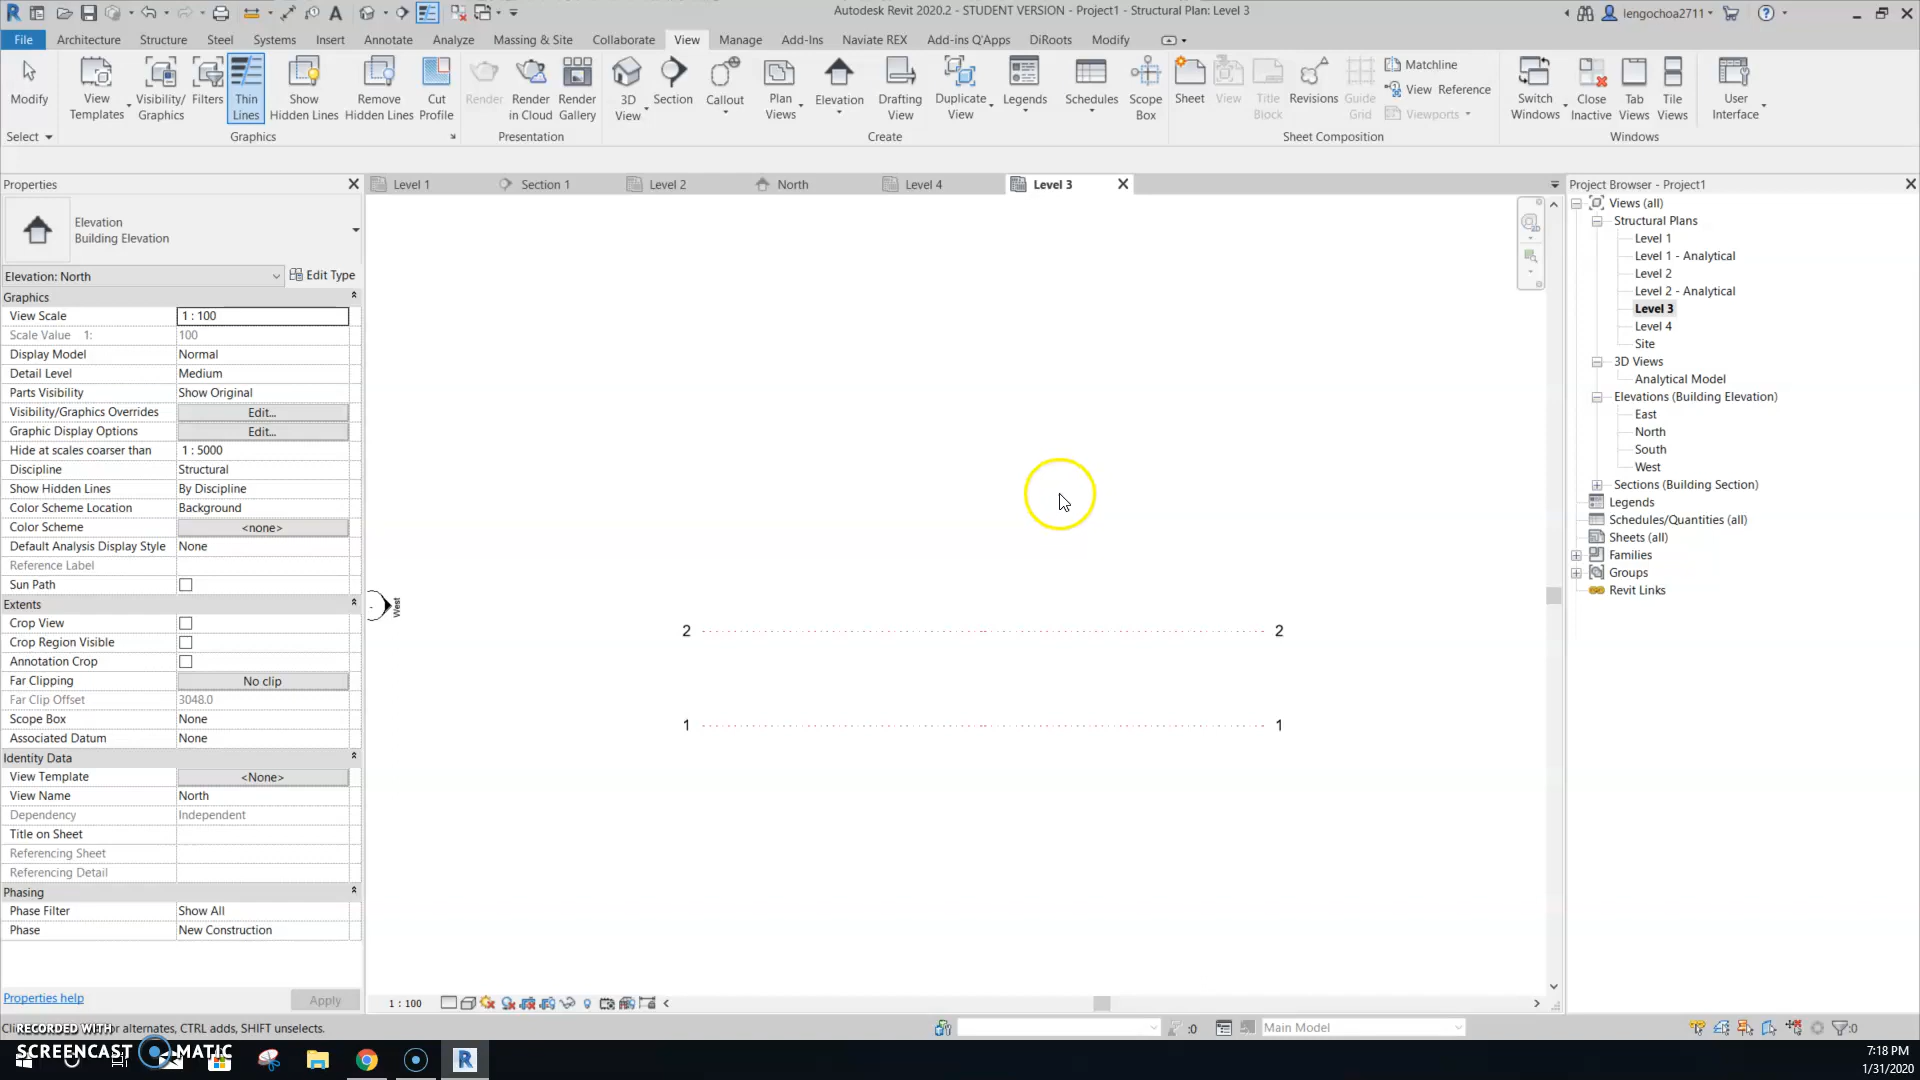 Autodesk Revit 2020.2 - STUDENT VERSION - Project1 - Structural Plan: Level 3
lengochoa2711
File Architecture Structure Steel Systems Insert Annotate Analyze Massing & Site Collaborate View Manage Add-Ins Naviate REX Add-ins Q'Apps DiRoots Modify
Modify
View Templates
Visibility/ Graphics
Filters
Thin Lines
Show Hidden Lines
Remove Hidden Lines
Cut Profile
Render
Render in Cloud
Render Gallery
3D View
Section
Callout
Plan Views
Elevation
Drafting View
Duplicate View
Legends
Schedules
Scope Box
Sheet
View
Title Block
Revisions
Guide Grid
Matchline
View Reference
Viewports
Switch Windows
Close Inactive
Tab Views
Tile Views
User Interface
Select Graphics Presentation Create Sheet Composition Windows
Properties
Level 1 Section 1 Level 2 North Level 4 Level 3
Elevation
Building Elevation
Elevation: North Edit Type
Graphics
View Scale 1 : 100
Scale Value 1: 100
Display Model Normal
Detail Level Medium
Parts Visibility Show Original
Visibility/Graphics Overrides Edit...
Graphic Display Options Edit...
Hide at scales coarser than 1 : 5000
Discipline Structural
Show Hidden Lines By Discipline
Color Scheme Location Background
Color Scheme <none>
Default Analysis Display Style None
Reference Label
Sun Path
Extents
Crop View
Crop Region Visible
Annotation Crop
Far Clipping No clip
Far Clip Offset 3048.0
Scope Box None
Associated Datum None
Identity Data
View Template <None>
View Name North
Dependency Independent
Title on Sheet
Referencing Sheet
Referencing Detail
Phasing
Phase Filter Show All
Phase New Construction
Properties help Apply
West
2 2
1 1
Project Browser - Project1
Views (all)
Structural Plans
Level 1
Level 1 - Analytical
Level 2
Level 2 - Analytical
Level 3
Level 4
Site
3D Views
Analytical Model
Elevations (Building Elevation)
East
North
South
West
Sections (Building Section)
Legends
Schedules/Quantities (all)
Sheets (all)
Families
Groups
Revit Links
1 : 100
or alternates, CTRL adds, SHIFT unselects.
:0
Main Model
:0
RECORDED WITH
SCREENCAST MATIC
7:18 PM
1/31/2020